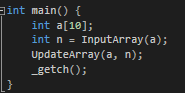 int main() {
int a[10];
int n = InputArray(a);
UpdateArray(a, n);
_getch();
}